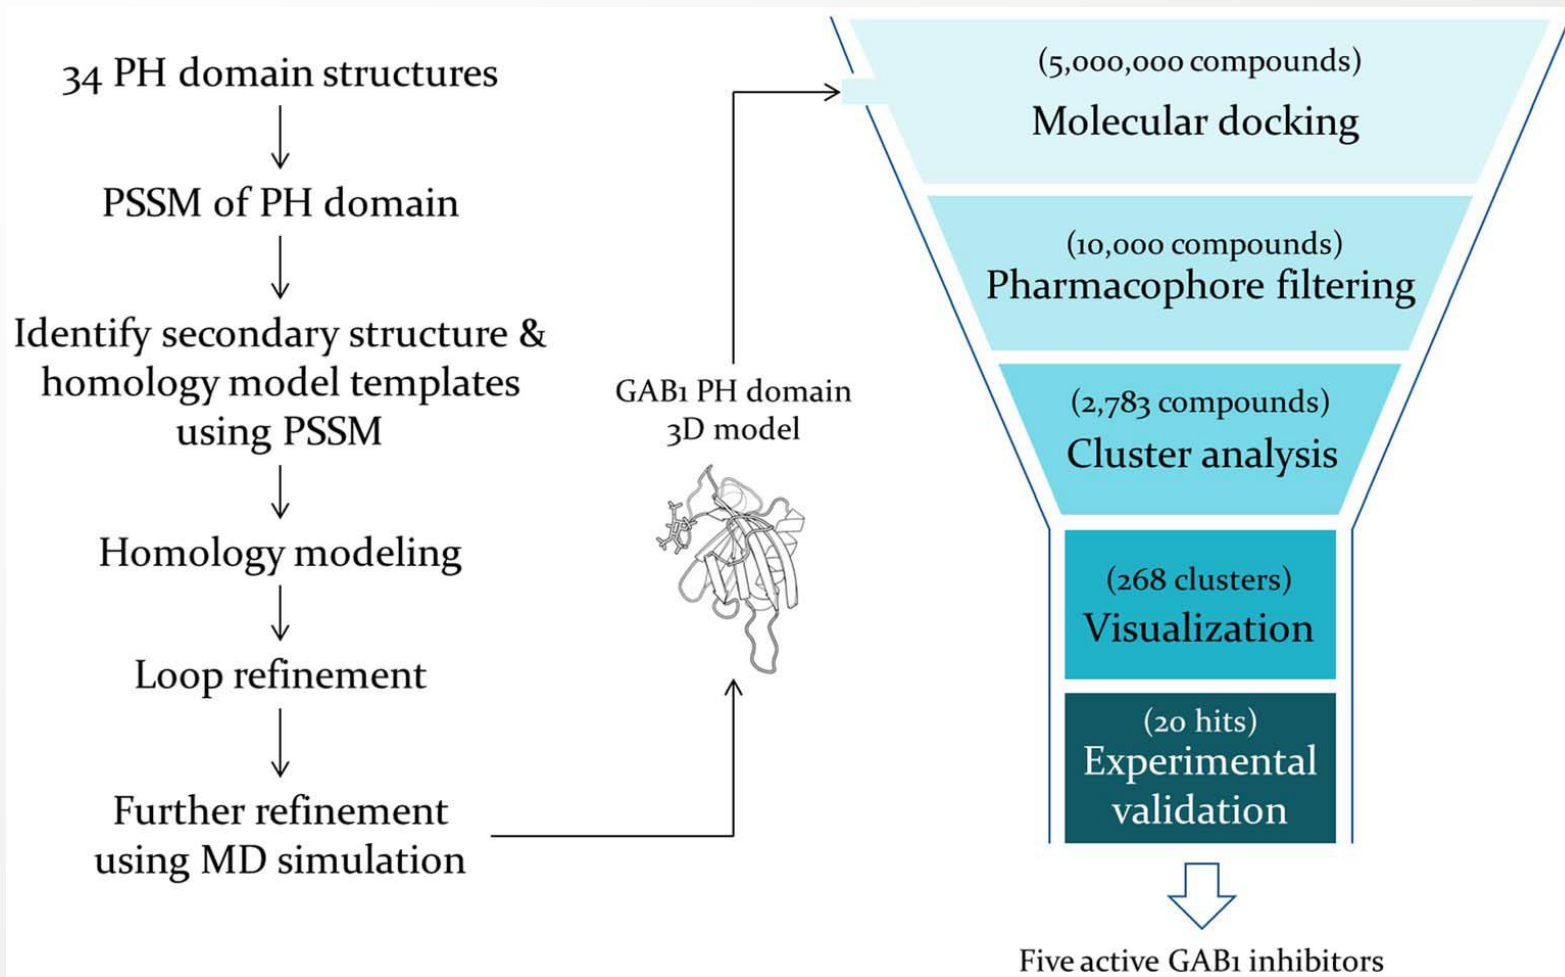 34 PH domain structures
PSSM of PH domain
Identify secondary structure &
homology model templates
using PSSM
Homology modeling
Loop refinement
Further refinement
using MD simulation
GAB1 PH domain
3D model
(5,000,000 compounds)
Molecular docking
(10,000 compounds)
Pharmacophore filtering
(2,783 compounds)
Cluster analysis
(268 clusters)
Visualization
(20 hits)
Experimental
validation
Five active GAB1 inhibitors